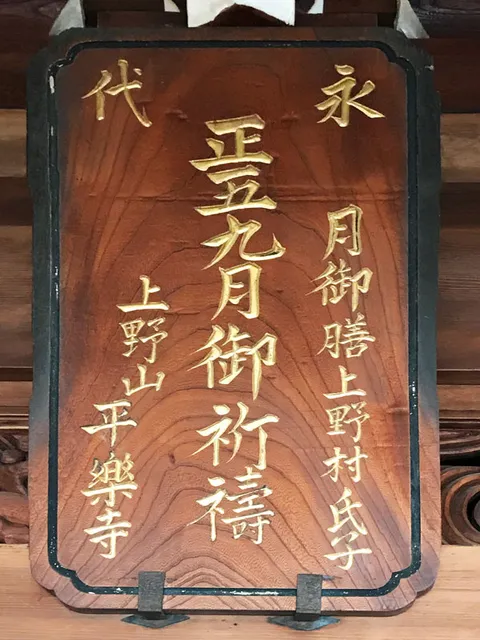 永代
月御膳上野村氏子
正五九月御祈禱
上野山平樂寺